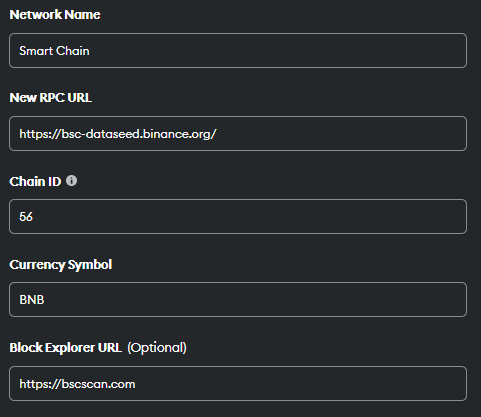 Network Name
Smart Chain
New RPC URL
https://bsc-dataseed.binance.org/
Chain ID
56
Currency Symbol
BNB
Block Explorer URL (Optional)
https://bscscan.com